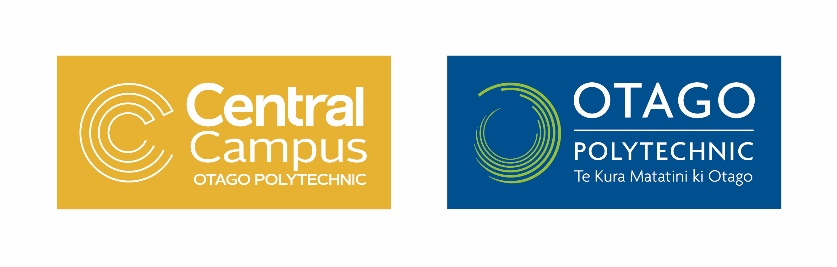 Central
Campus
OTAGO POLYTECHNIC
OTAGO
POLYTECHNIC
Te Kura Matatini ki Otago